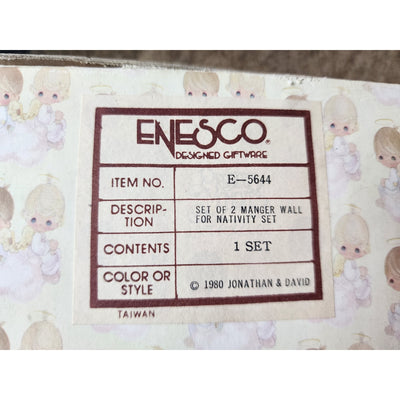 ENESCO®
DESIGNED GIFTWARE
ITEM NO. E-5644
DESCRIP-
TION
SET OF 2 MANGER WALL
FOR NATIVITY SET
CONTENTS 1 SET
COLOR OR
STYLE
© 1980 JONATHAN & DAVID
TAIWAN